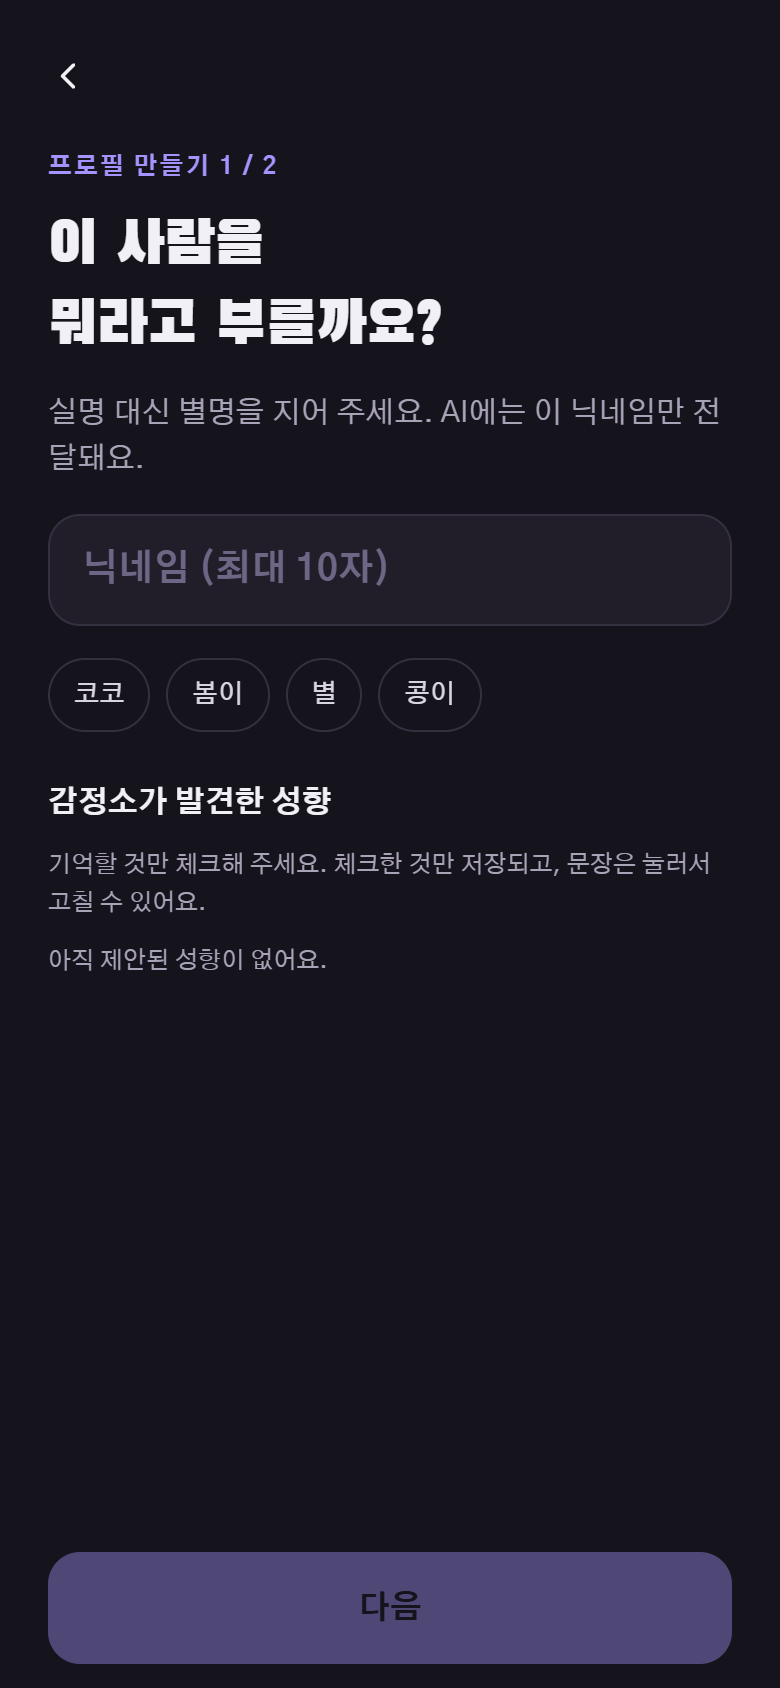 프로필 만들기 1 / 2
이 사람을
뭐라고 부를까요?
실명 대신 별명을 지어 주세요. AI에는 이 닉네임만 전
달돼요.
닉네임 (최대 10자)
코코 봄이 별 콩이
감정소가 발견한 성향
기억할 것만 체크해 주세요. 체크한 것만 저장되고, 문장은 눌러서
고칠 수 있어요.
아직 제안된 성향이 없어요.
다음